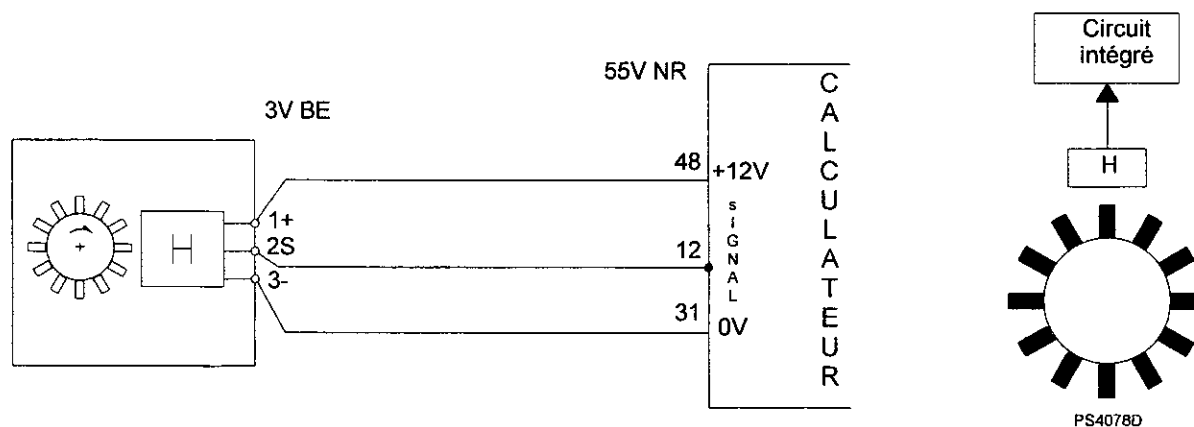 Circuit
intégré
55V NR
3V BE
CALCULATEUR
48
+12V
H
1+
SIGNAL
2S
H
12
3-
31
0V
+
PS4078D